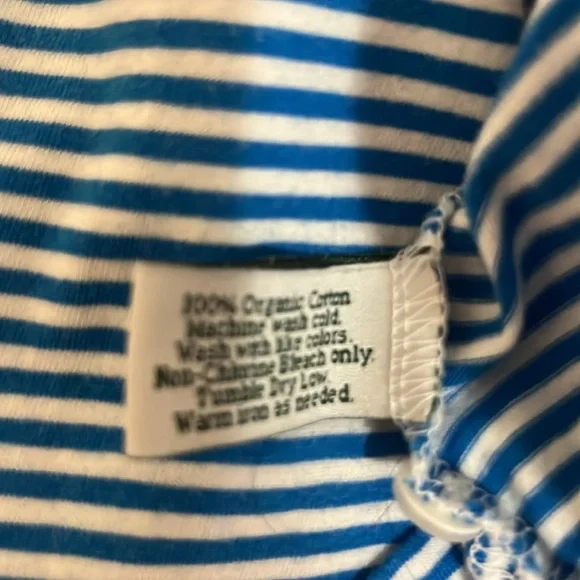 100% Organic Cotton
Machine wash cold.
Wash with like colors.
Non-Chlorine Bleach only.
Tumble Dry Low.
Warm iron as needed.